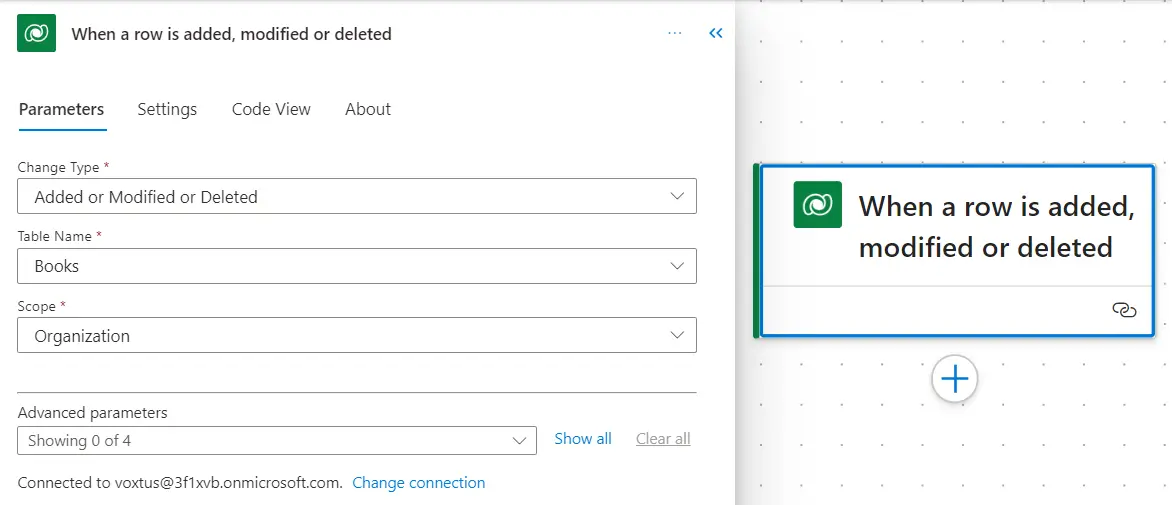 When a row is added, modified or deleted
Parameters Settings Code View About
Change Type *
Added or Modified or Deleted
Table Name *
Books
Scope *
Organization
Advanced parameters
Showing 0 of 4 Show all Clear all
Connected to voxtus@3f1xvb.onmicrosoft.com. Change connection
When a row is added,
modified or deleted